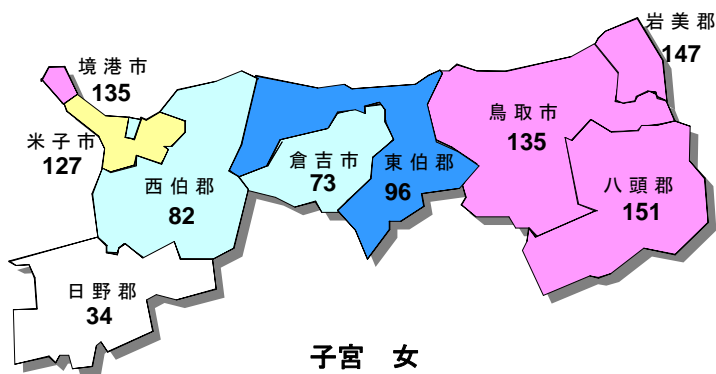 岩美郡
147
境港市
135
鳥取市
135
米子市
127
倉吉市
73
東伯郡
96
西伯郡
82
八頭郡
151
日野郡
34
子宮　女